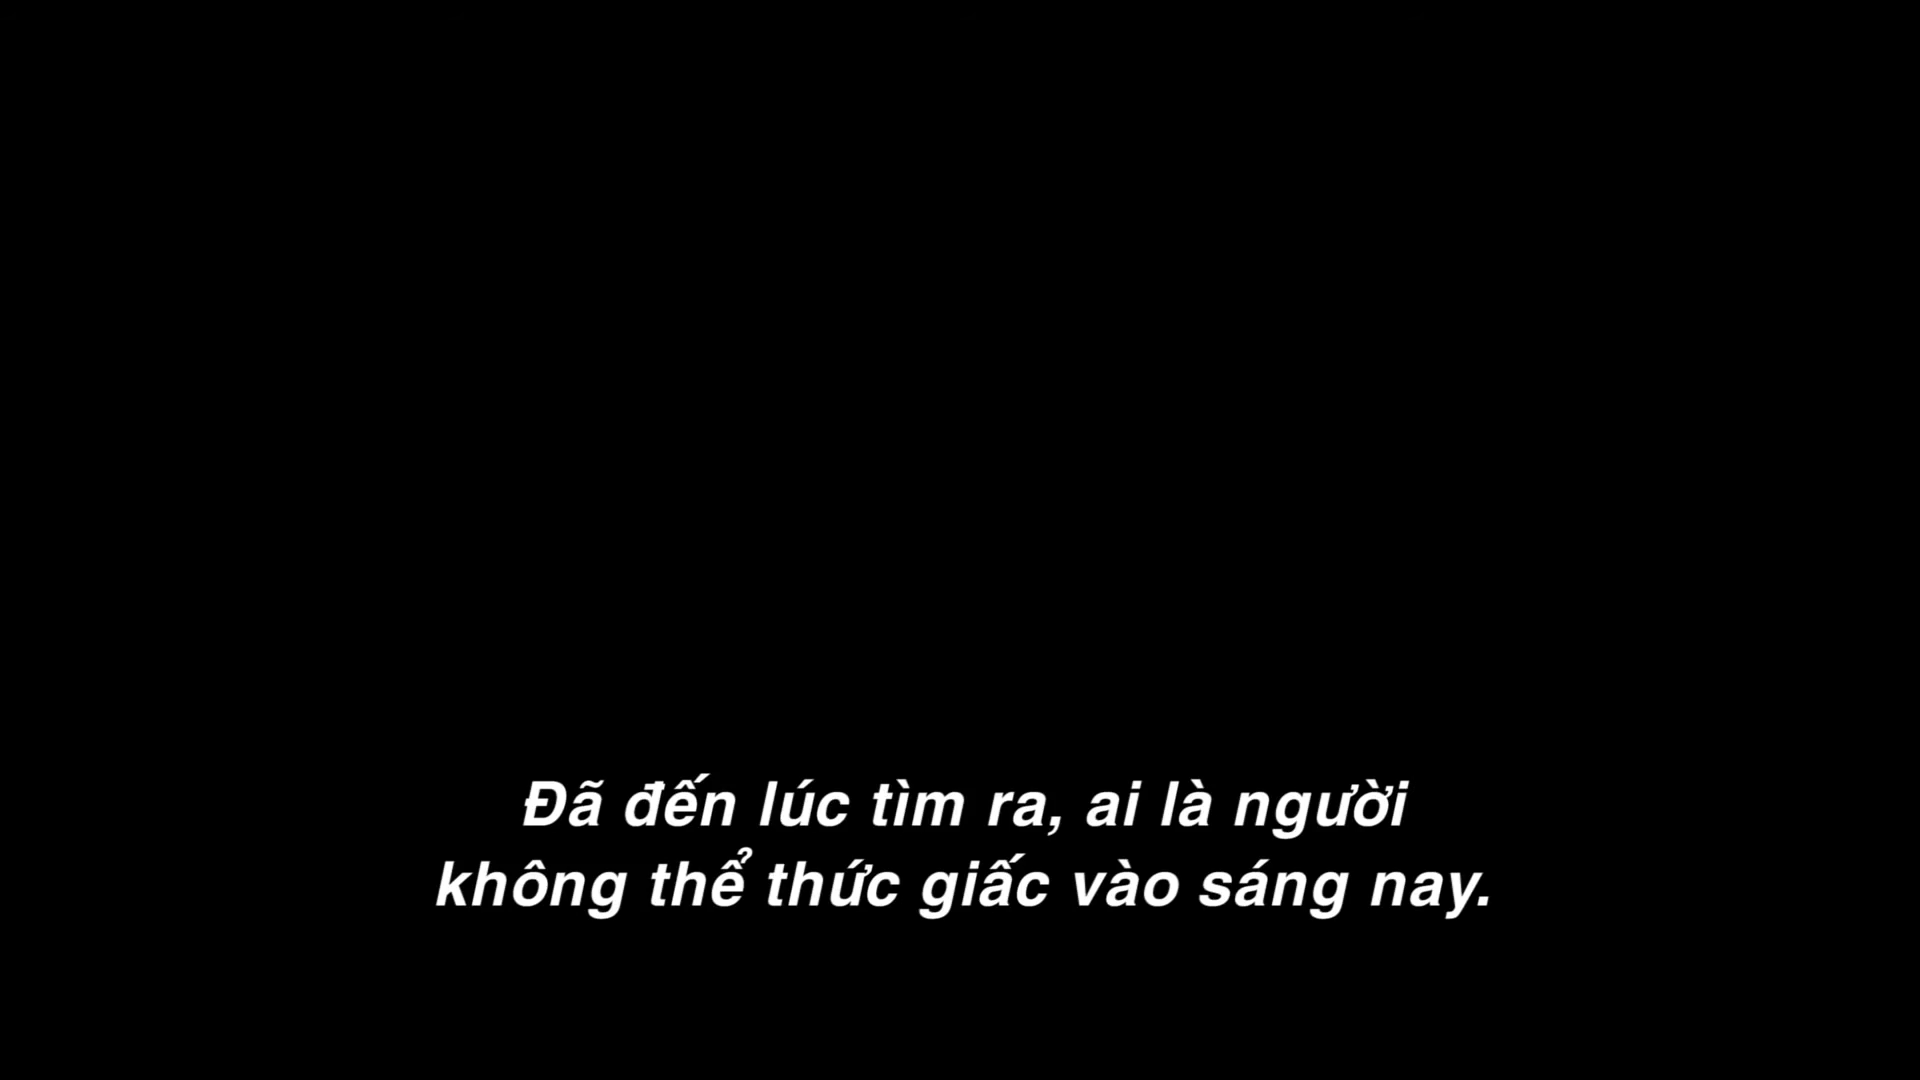 Đã đến lúc tìm ra, ai là người
không thể thức giấc vào sáng nay.